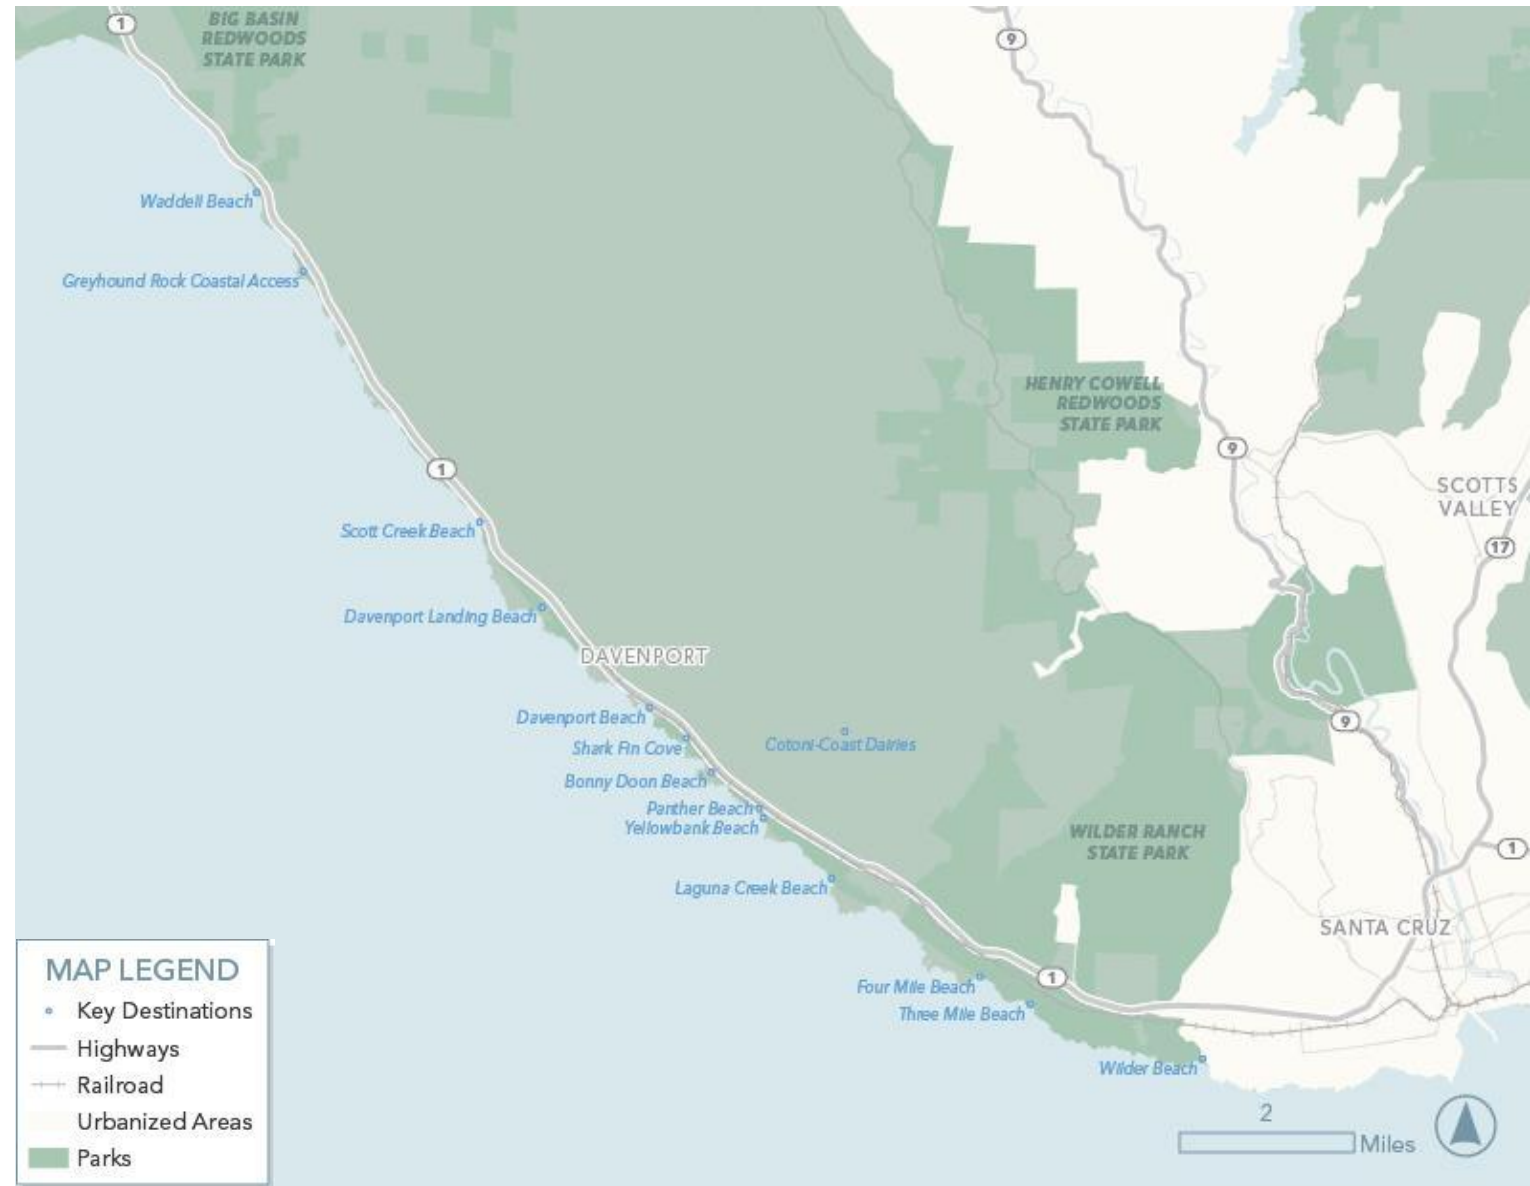 1
BIG BASIN
REDWOODS
STATE PARK
9
Waddell Beach
Greyhound Rock Coastal Access
HENRY COWELL
REDWOODS
STATE PARK
9
1
SCOTTS
VALLEY
Scott Creek Beach
17
Davenport Landing Beach
DAVENPORT
Davenport Beach
9
Shark Fin Cove
Cotoni-Coast Dairies
Bonny Doon Beach
Panther Beach
Yellowbank Beach
WILDER RANCH
STATE PARK
1
Laguna Creek Beach
SANTA CRUZ
1
Four Mile Beach
Three Mile Beach
Wilder Beach
MAP LEGEND
Key Destinations
Highways
Railroad
Urbanized Areas
Parks
2
Miles